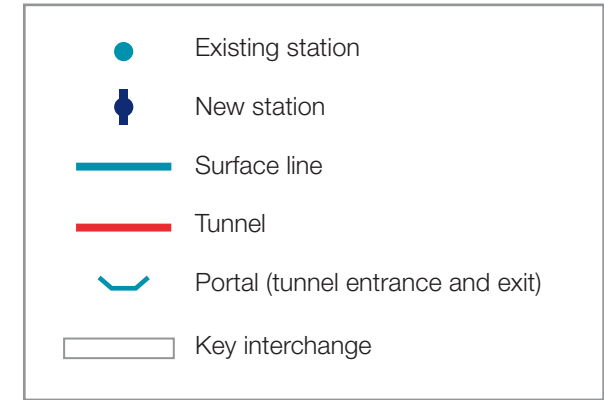 Existing station
New station
Surface line
Tunnel
Portal (tunnel entrance and exit)
Key interchange